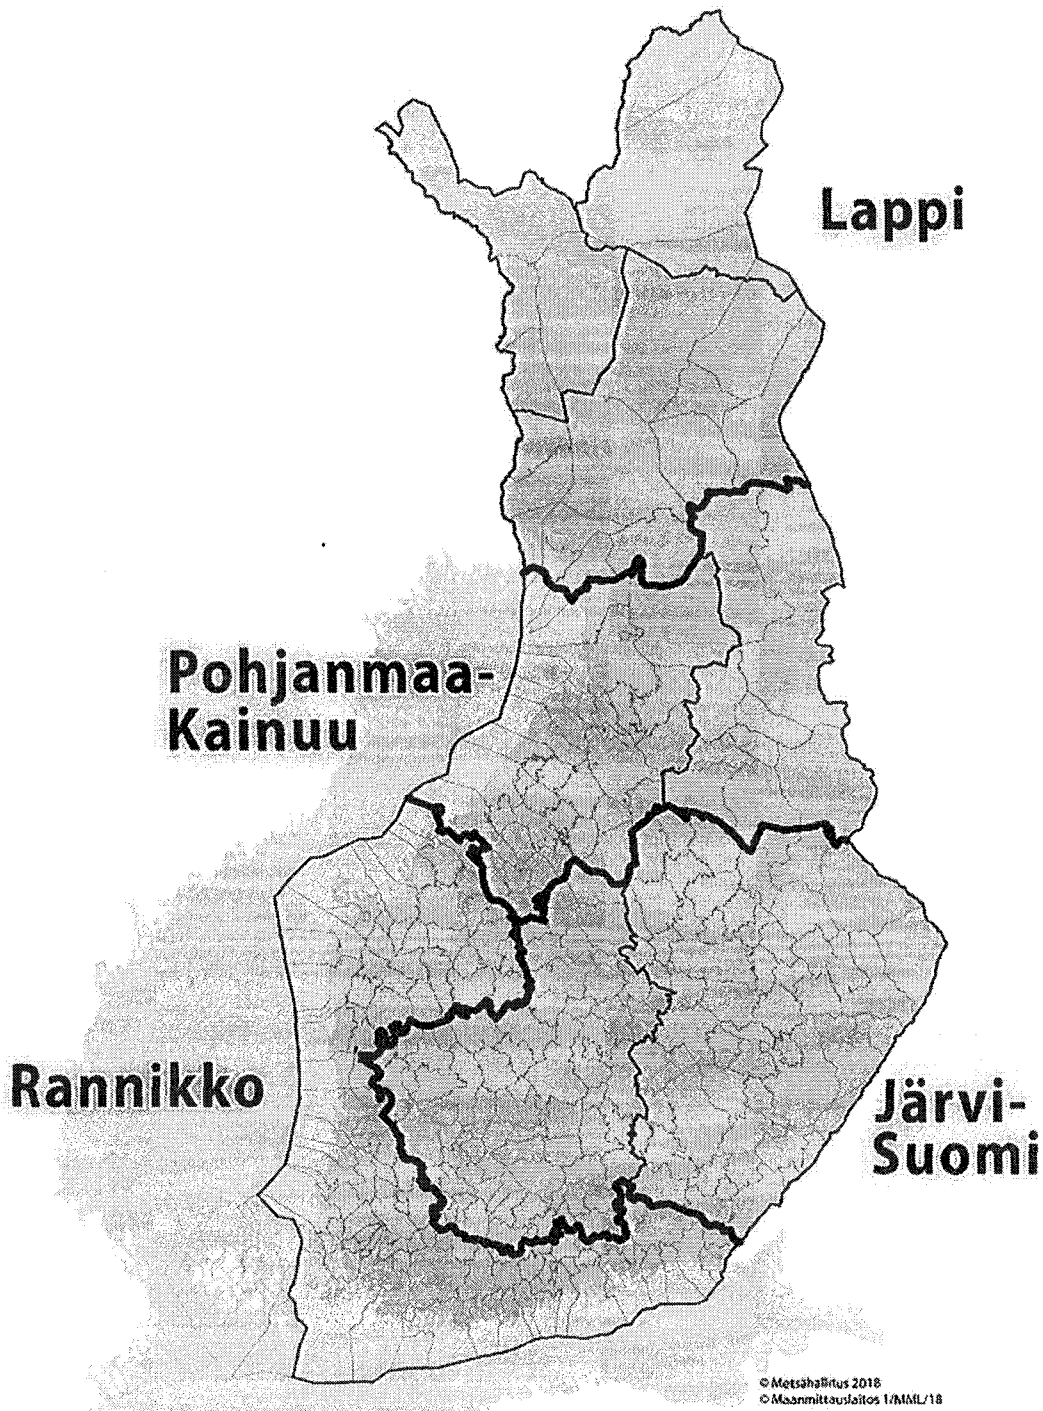 Lappi
Pohjanmaa-
Kainuu
Rannikko
Järvi-
Suomi
© Metsähallitus 2018
© Maanmittauslaitos 1/MML/18